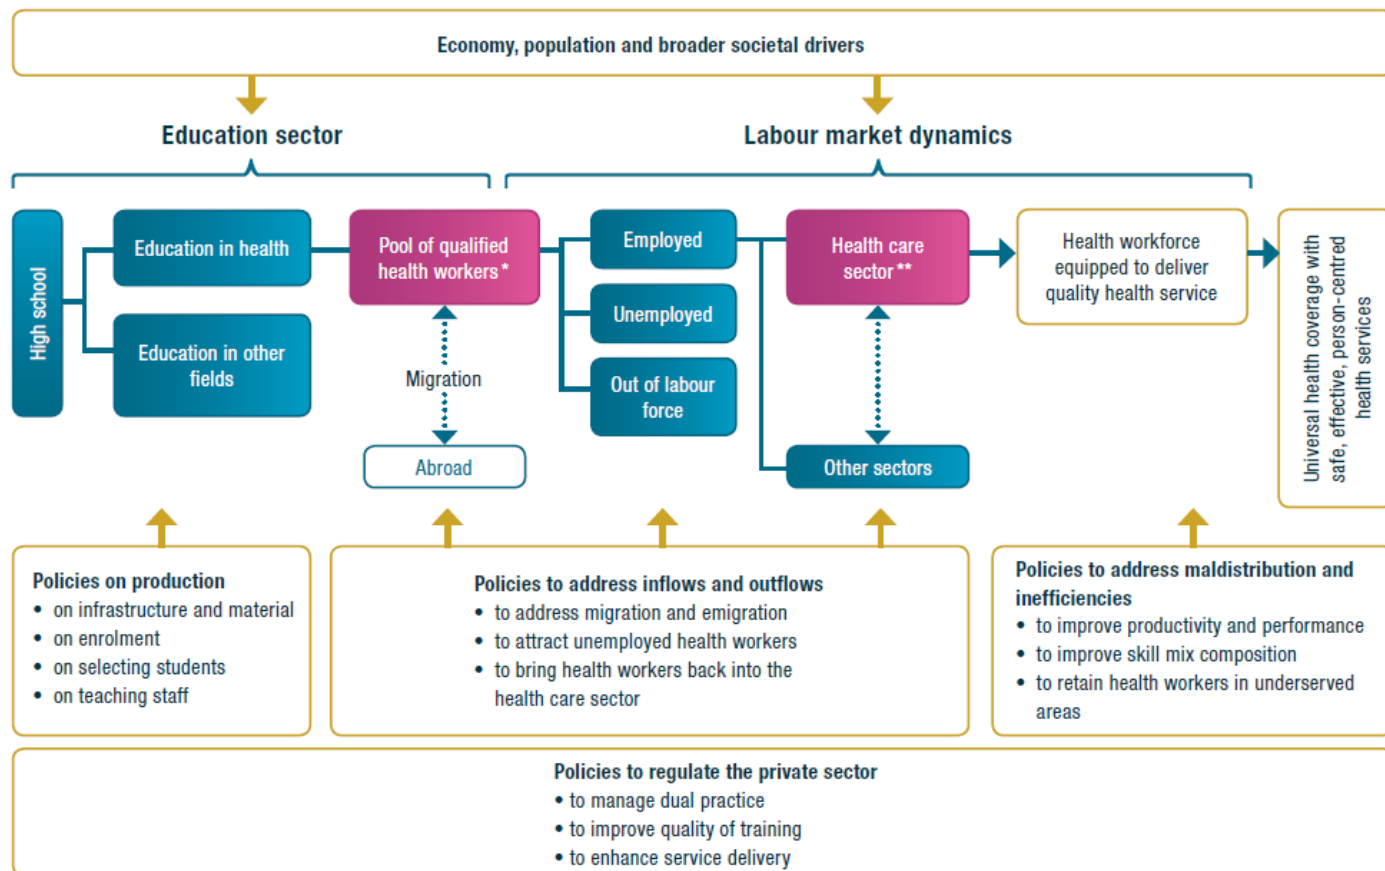 Economy, population and broader societal drivers
Education sector
Labour market dynamics
High school
Education in health
Education in other
fields
Pool of qualified
health workers*
Migration
Abroad
Employed
Unemployed
Out of labour
force
Health care
sector**
Other sectors
Health workforce
equipped to deliver
quality health service
Universal health coverage with
safe, effective, person-centred
health services
Policies on production
• on infrastructure and material
• on enrolment
• on selecting students
• on teaching staff
Policies to address inflows and outflows
• to address migration and emigration
• to attract unemployed health workers
• to bring health workers back into the
health care sector
Policies to address maldistribution and
inefficiencies
• to improve productivity and performance
• to improve skill mix composition
• to retain health workers in underserved
areas
Policies to regulate the private sector
• to manage dual practice
• to improve quality of training
• to enhance service delivery